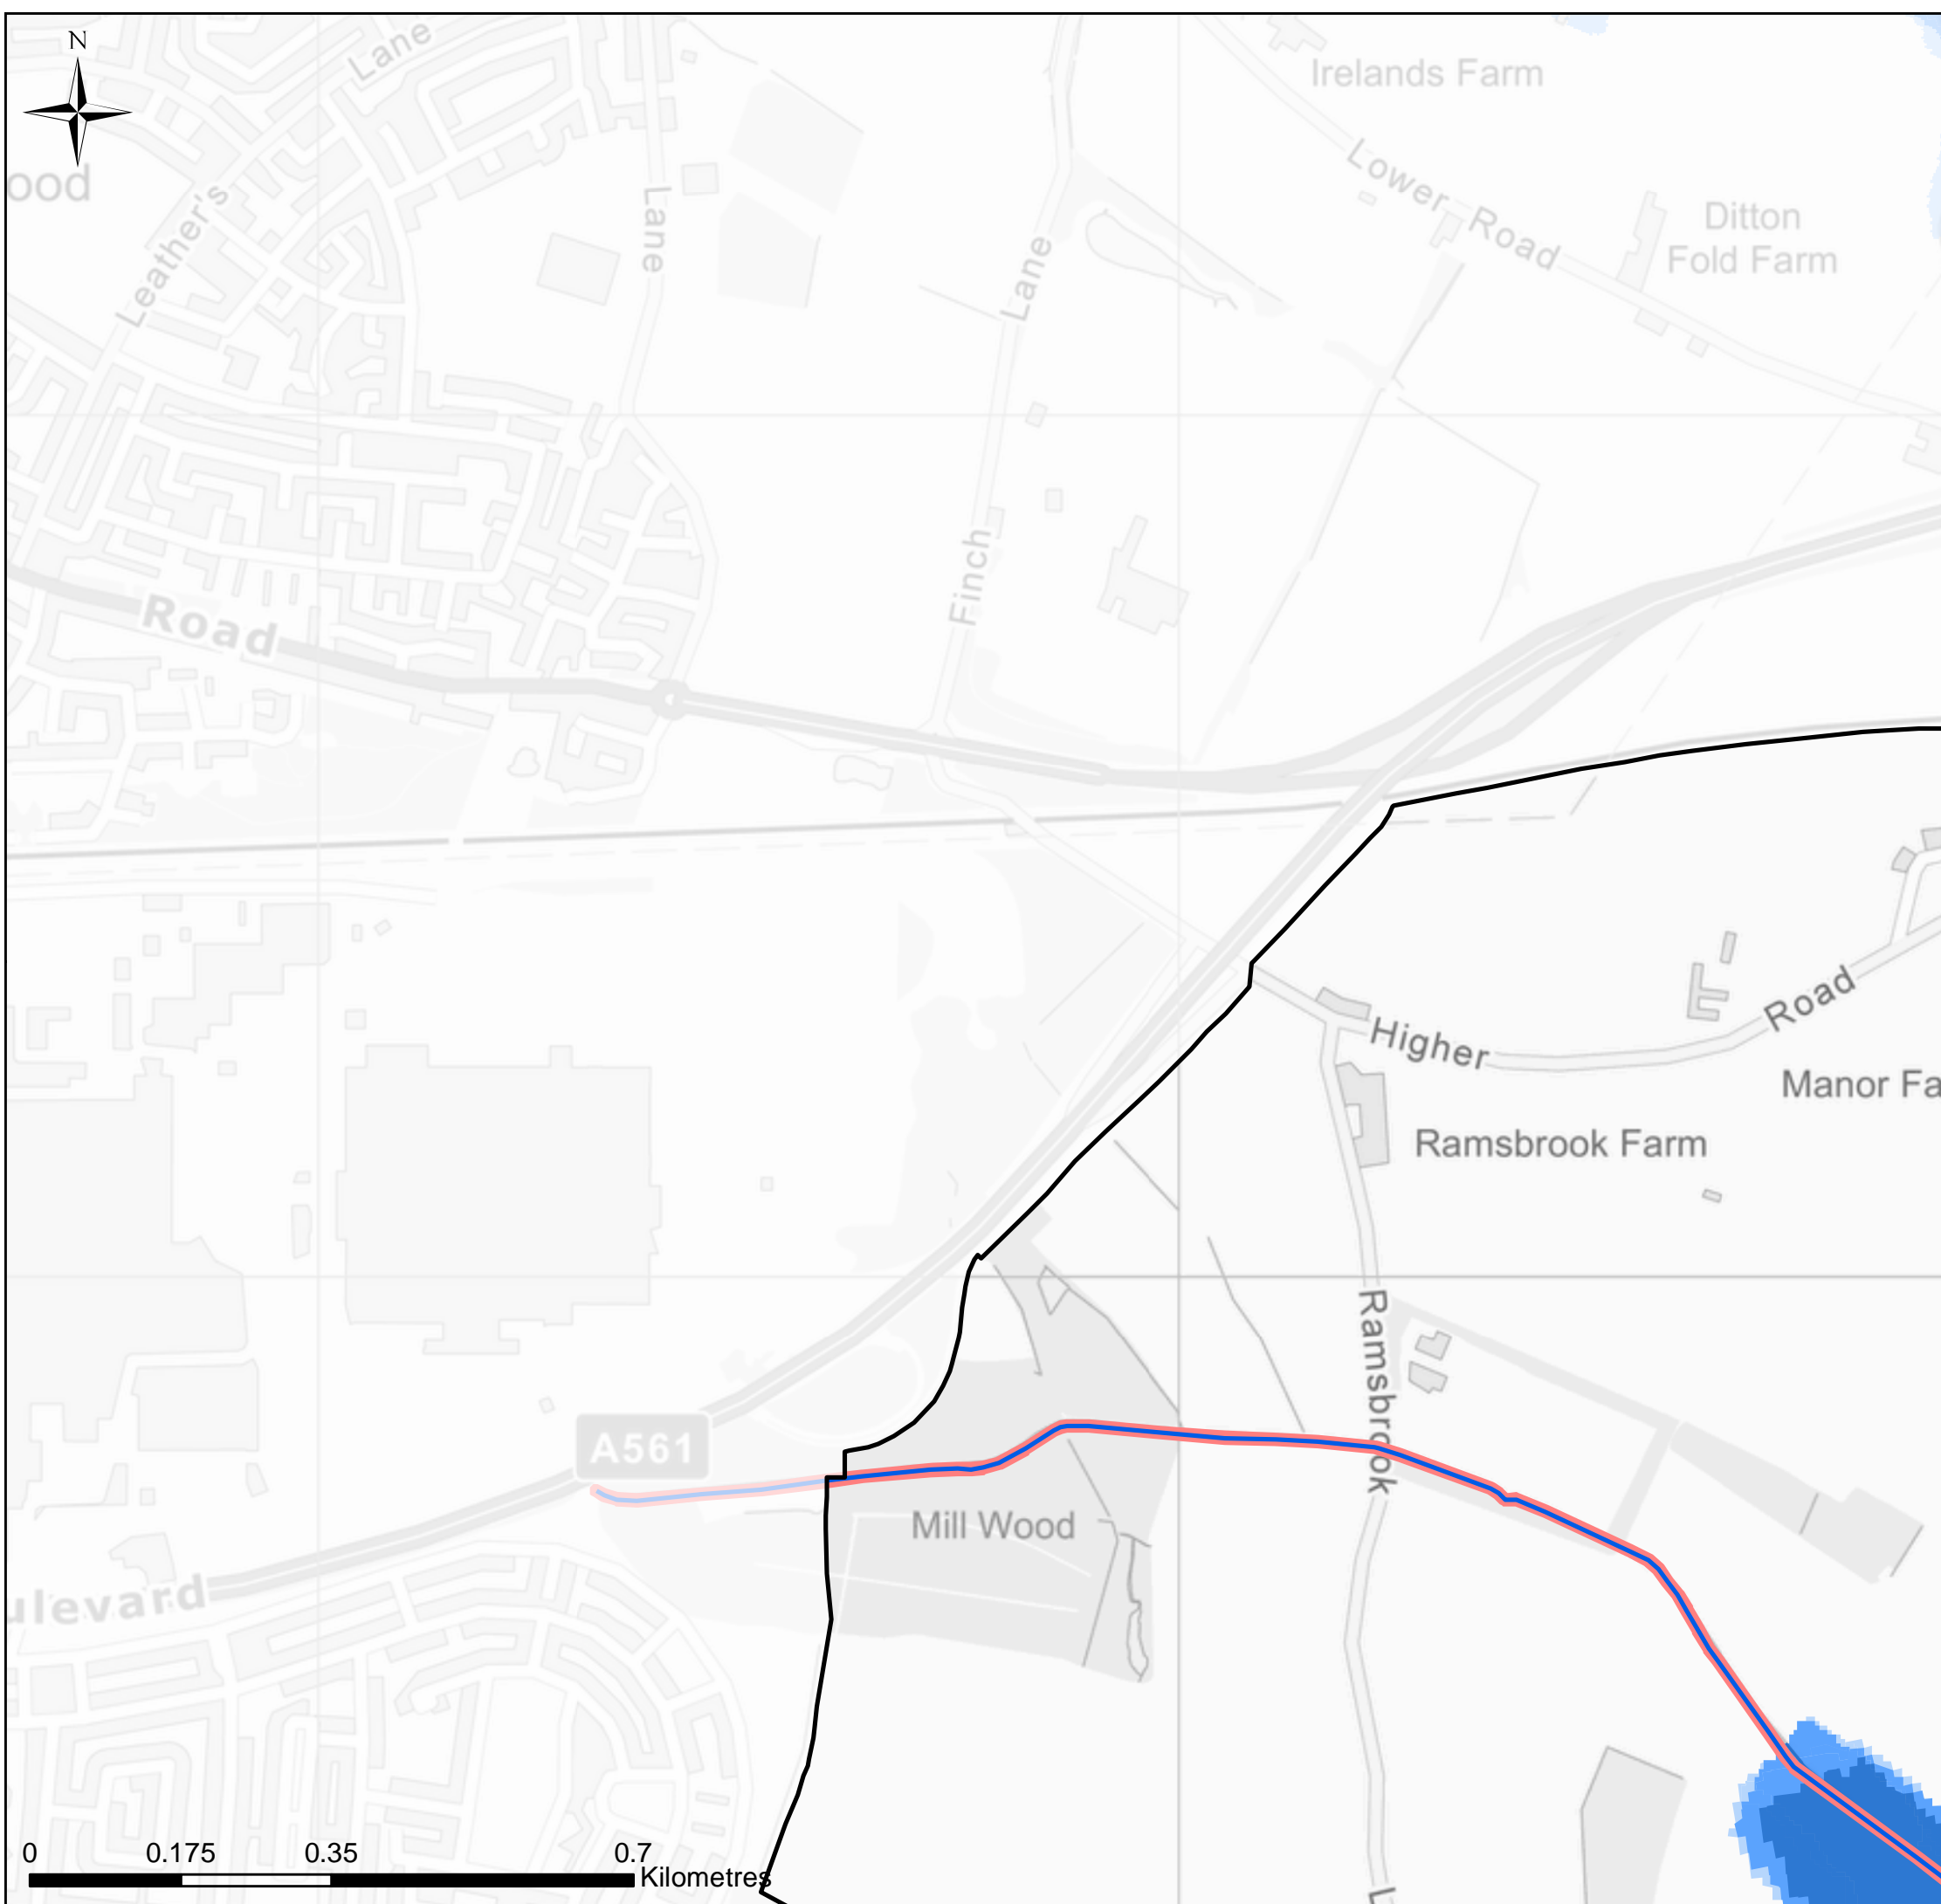 N
Lane
Irelands Farm
ood
Leather's
Lane
Lane
Lower Road
Ditton
Fold Farm
Finch
Road
Higher
Road
Manor Fa
Ramsbrook Farm
Ramsbrook
A561
Mill Wood
ulevard
0 0.175 0.35 0.7
Kilometres
L